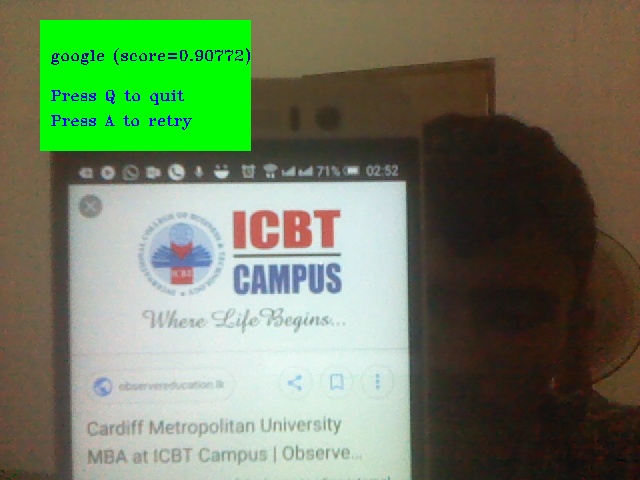 google (score=0.90772)
Press Q to quit
Press A to retry
71% 02:52
INTERNATIONAL COLLEGE OF BUSINESS & TECHNOLOGY
ICBT
ICBT
CAMPUS
Where Life Begins...
observereducation.lk
Cardiff Metropolitan University
MBA at ICBT Campus | Observe...